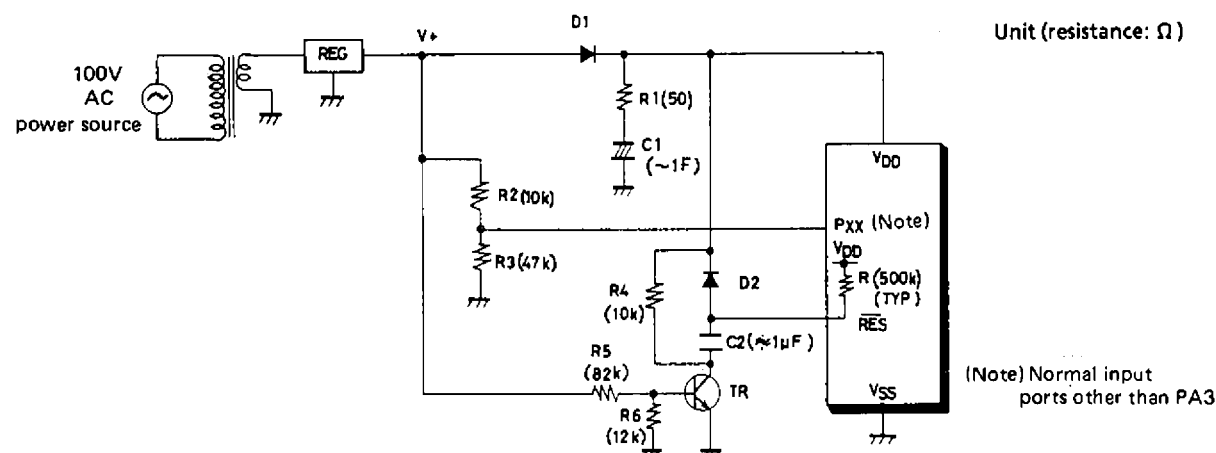 D1
Unit (resistance: Ω)
V+
REG
100V
AC
power source
R1(50)
C1
(~1F)
VDD
R2(10k)
PXX (Note)
VDD
R3(47k)
R4
(10k)
D2
R(500k)
(TYP)
RES
C2(≈1μF)
R5
(82k)
TR
R6
(12k)
VSS
(Note) Normal input
ports other than PA3